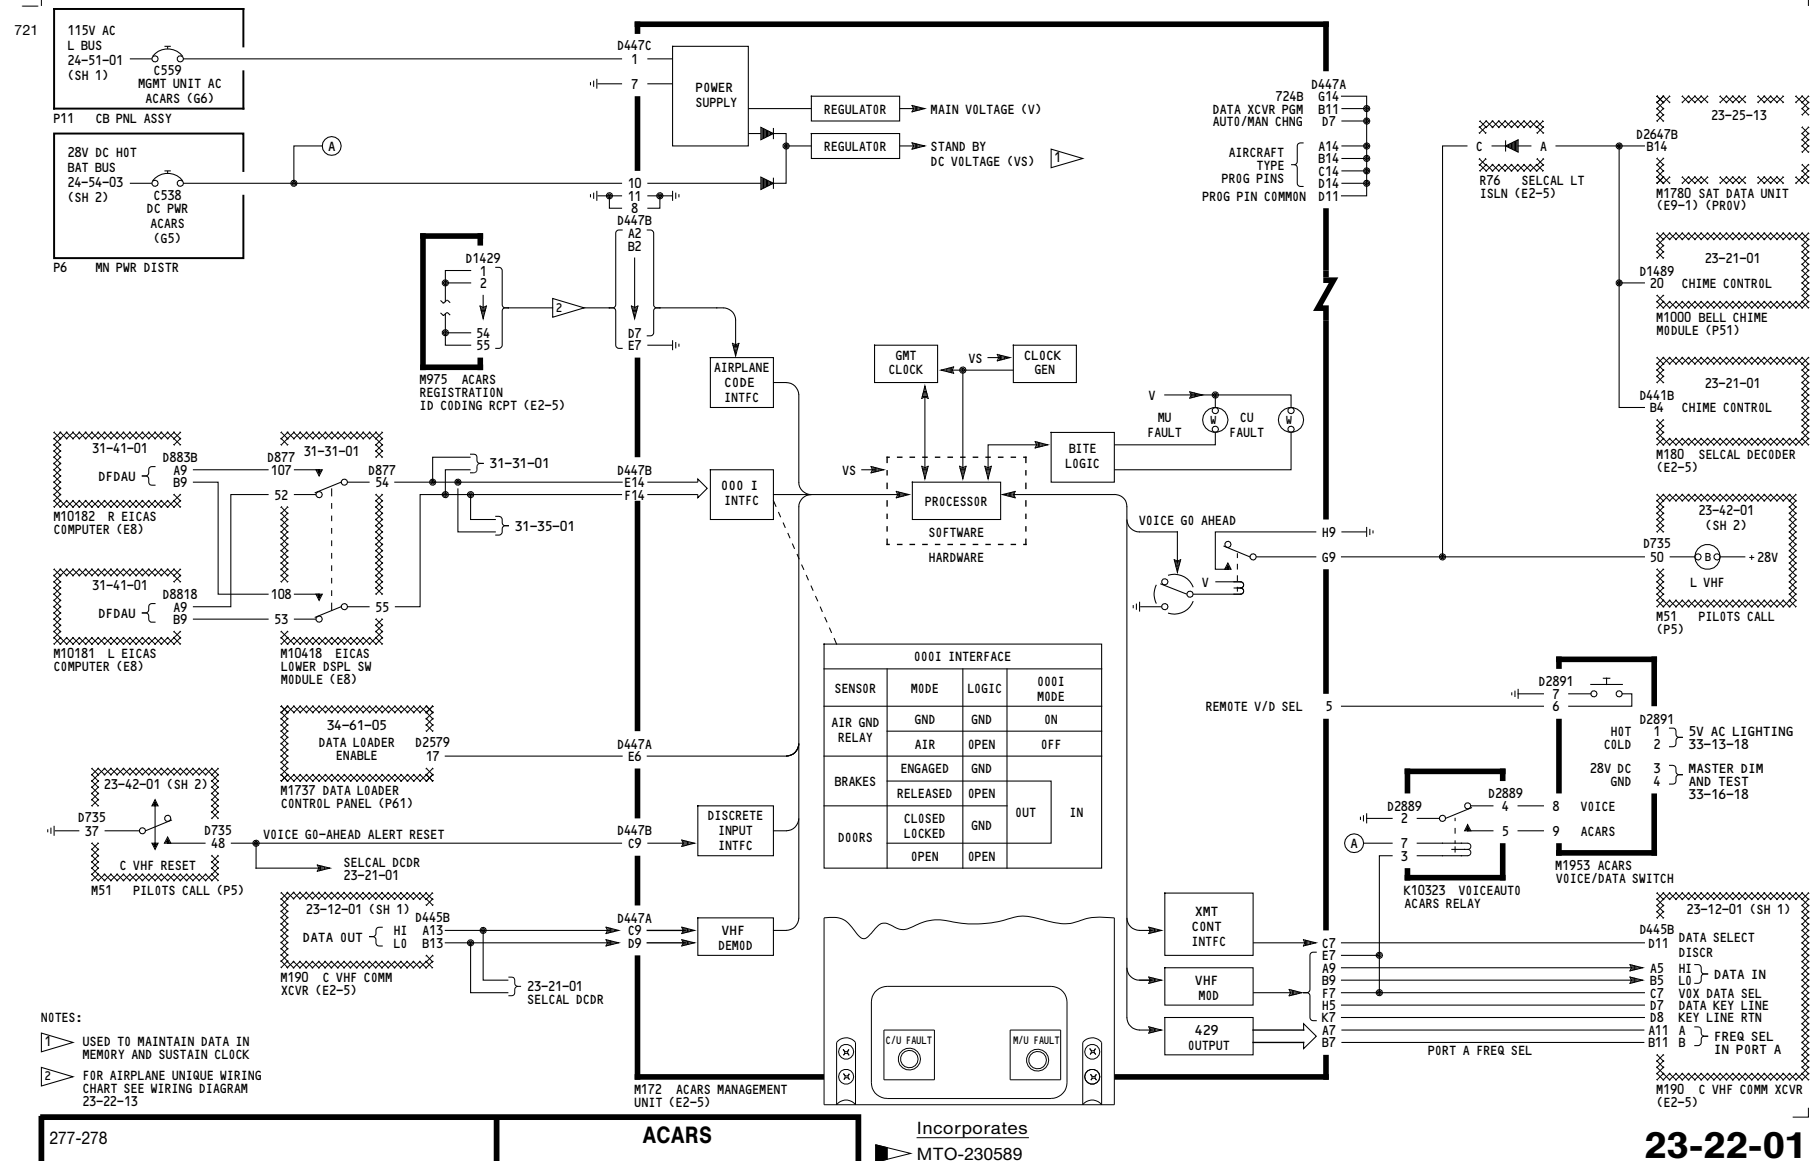 721
115V AC
L BUS
24-51-01
(SH 1)
C559
MGMT UNIT AC
ACARS (G6)
P11 CB PNL ASSY
28V DC HOT
BAT BUS
24-54-03
(SH 2)
C538
DC PWR
ACARS
(G5)
P6 MN PWR DISTR
A
D447C
1
7
POWER
SUPPLY
REGULATOR
MAIN VOLTAGE (V)
REGULATOR
STAND BY
DC VOLTAGE (VS)
1
10
11
8
D447B
A2
B2
D7
E7
D1429
1
2
54
55
2
M975 ACARS
REGISTRATION
ID CODING RCPT (E2-5)
AIRPLANE
CODE
INTFC
D447A
724B G14
DATA XCVR PGM B11
AUTO/MAN CHNG D7
AIRCRAFT
TYPE
PROG PINS
A14
B14
C14
D14
PROG PIN COMMON D11
C A
R76 SELCAL LT
ISLN (E2-5)
23-25-13
D2647B
B14
M1780 SAT DATA UNIT
(E9-1) (PROV)
23-21-01
D1489
20 CHIME CONTROL
M1000 BELL CHIME
MODULE (P51)
23-21-01
D441B
B4 CHIME CONTROL
M180 SELCAL DECODER
(E2-5)
GMT
CLOCK
VS
CLOCK
GEN
V
MU
FAULT
W
CU
FAULT
W
BITE
LOGIC
VS
PROCESSOR
SOFTWARE
HARDWARE
31-41-01
D883B
DFDAU
A9
B9
M10182 R EICAS
COMPUTER (E8)
31-41-01
D8818
DFDAU
A9
B9
M10181 L EICAS
COMPUTER (E8)
31-31-01
D877
107
52
D877
54
108
53
55
M10418 EICAS
LOWER DSPL SW
MODULE (E8)
31-31-01
31-35-01
D447B
E14
F14
OOO I
INTFC
VOICE GO AHEAD
V
H9
G9
23-42-01
(SH 2)
D735
50
B
+28V
L VHF
M51 PILOTS CALL
(P5)
34-61-05
DATA LOADER
ENABLE
D2579
17
M1737 DATA LOADER
CONTROL PANEL (P61)
D447A
E6
23-42-01 (SH 2)
D735
37
D735
48
C VHF RESET
M51 PILOTS CALL (P5)
VOICE GO-AHEAD ALERT RESET
SELCAL DCDR
23-21-01
D447B
C9
DISCRETE
INPUT
INTFC
23-12-01 (SH 1)
D445B
DATA OUT
HI A13
LO B13
M190 C VHF COMM
XCVR (E2-5)
23-21-01
SELCAL DCDR
D447A
C9
D9
VHF
DEMOD
OOOI INTERFACE
SENSOR MODE LOGIC OOOI
MODE
AIR GND
RELAY
GND GND ON
AIR OPEN OFF
BRAKES
ENGAGED GND
RELEASED OPEN
OUT IN
DOORS
CLOSED
LOCKED
GND
OPEN OPEN
REMOTE V/D SEL 5
D2891
7
6
D2891
HOT 1
COLD 2
5V AC LIGHTING
33-13-18
28V DC 3
GND 4
MASTER DIM
AND TEST
33-16-18
8 VOICE
9 ACARS
M1953 ACARS
VOICE/DATA SWITCH
D2889
2
D2889
4
5
A
7
3
K10323 VOICEAUTO
ACARS RELAY
XMT
CONT
INTFC
VHF
MOD
429
OUTPUT
C7
E7
A9
B9
F7
H5
K7
A7
B7
PORT A FREQ SEL
23-12-01 (SH 1)
D445B
D11 DATA SELECT
DISCR
A5 HI
B5 LO
DATA IN
C7 VOX DATA SEL
D7 DATA KEY LINE
D8 KEY LINE RTN
A11 A
B11 B
FREQ SEL
IN PORT A
M190 C VHF COMM XCVR
(E2-5)
C/U FAULT
M/U FAULT
M172 ACARS MANAGEMENT
UNIT (E2-5)
NOTES:
1 USED TO MAINTAIN DATA IN
MEMORY AND SUSTAIN CLOCK
2 FOR AIRPLANE UNIQUE WIRING
CHART SEE WIRING DIAGRAM
23-22-13
277-278
ACARS
Incorporates
MTO-230589
23-22-01